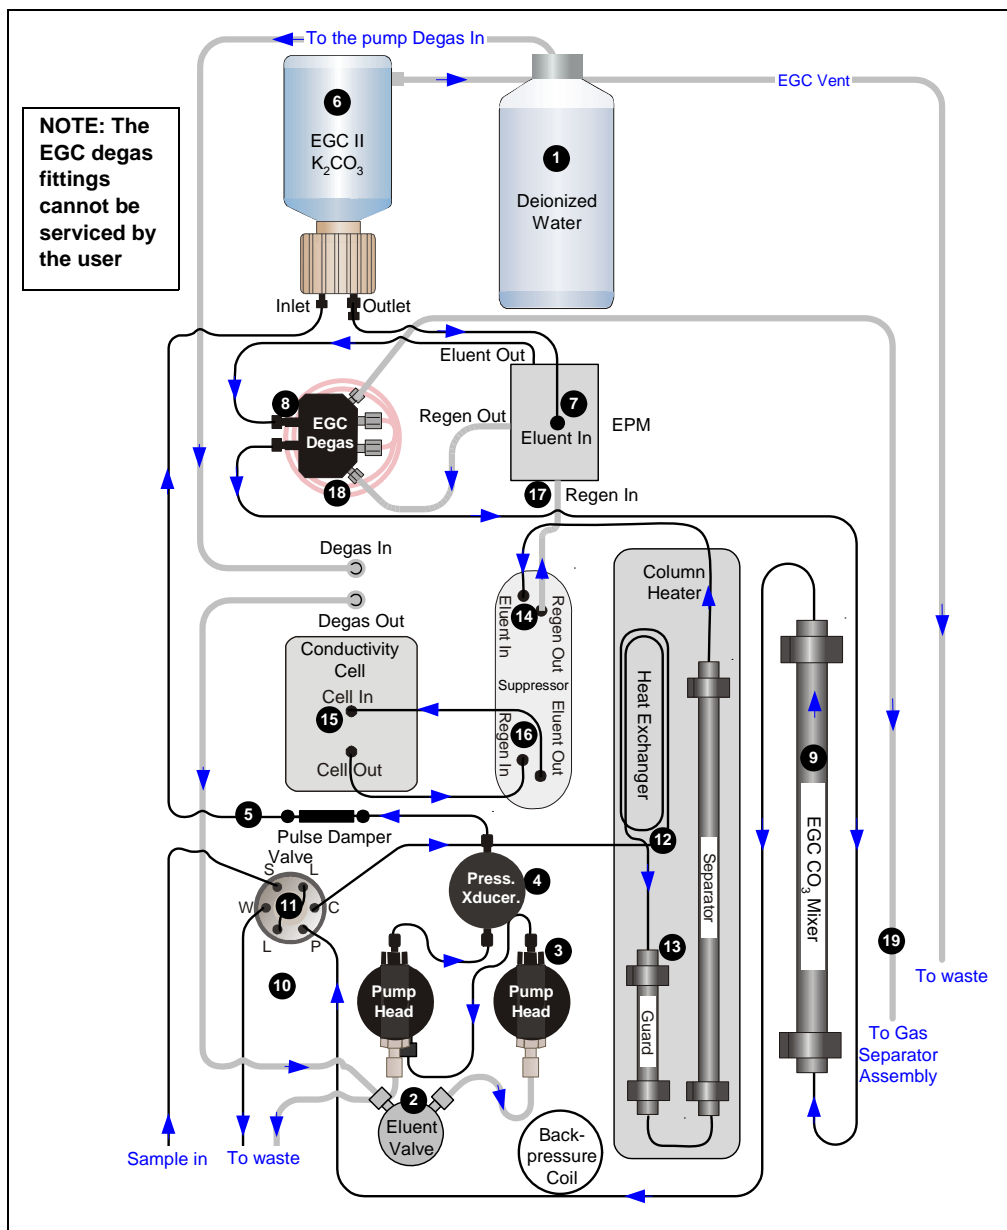 To the pump Degas In
EGC Vent
NOTE: The
EGC degas
fittings
cannot be
serviced by
the user
6
EGC II
K₂CO₃
1
Deionized
Water
Inlet
Outlet
Eluent Out
8
EGC
Degas
18
Regen Out
7
Eluent In
EPM
17
Regen In
Degas In
Degas Out
Column
Heater
Eluent In
14
Regen Out
Suppressor
Regen In
16
Eluent Out
Conductivity
Cell
Cell In
15
Cell Out
Heat Exchanger
12
9
EGC CO₃ Mixer
5
Pulse Damper
Valve
S
L
W
11
C
L
P
10
Press.
Xducer.
4
3
Pump
Head
Pump
Head
Separator
13
Guard
19
To waste
To Gas
Separator
Assembly
2
Eluent
Valve
Back-
pressure
Coil
Sample in
To waste